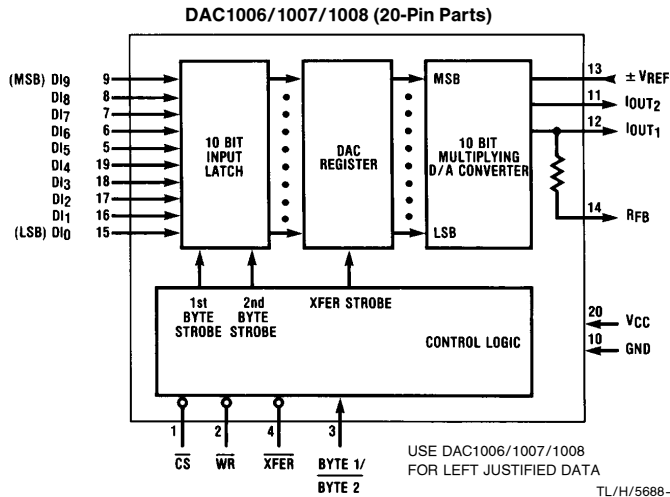 DAC1006/1007/1008 (20-Pin Parts)
(MSB) DI9 9
DI8 8
DI7 7
DI6 6
DI5 5
DI4 19
DI3 18
DI2 17
DI1 16
(LSB) DI0 15
10 BIT
INPUT
LATCH
DAC
REGISTER
MSB
10 BIT
MULTIPLYING
D/A CONVERTER
LSB
13 ± VREF
11 IOUT2
12 IOUT1
14 RFB
1st
BYTE
STROBE
2nd
BYTE
STROBE
XFER STROBE
CONTROL LOGIC
20 VCC
10 GND
1 2 4 3
CS WR XFER BYTE 1/
BYTE 2
USE DAC1006/1007/1008
FOR LEFT JUSTIFIED DATA
TL/H/5688-